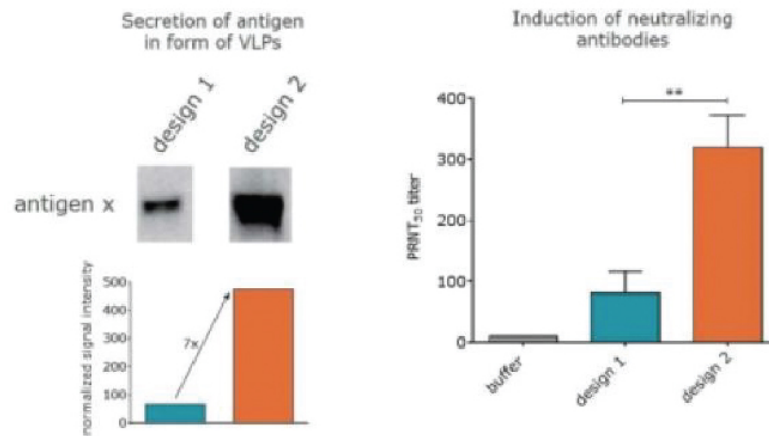 Secretion of antigen
in form of VLPs
design 1
design 2
antigen x
normalized signal intensity
500
400
300
200
100
0
7x
Induction of neutralizing
antibodies
**
PRNT50 titer
400
300
200
100
0
buffer
design 1
design 2